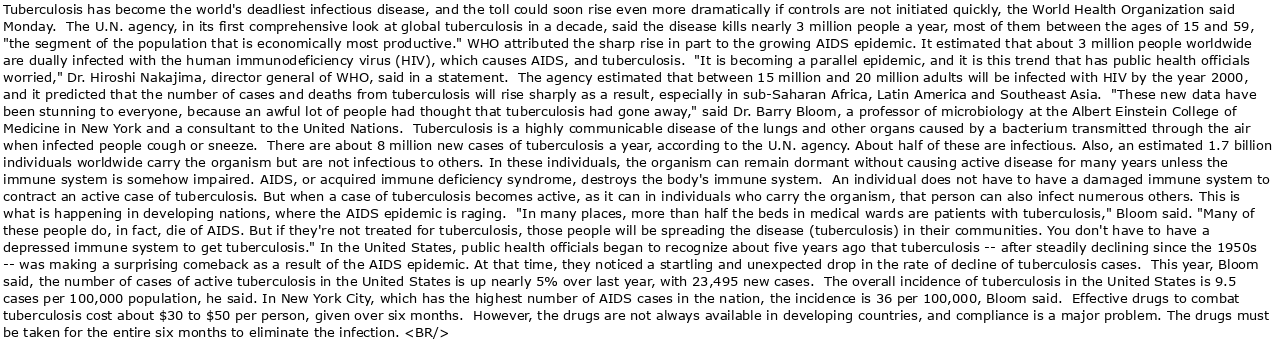 Tuberculosis has become the world's deadliest infectious disease, and the toll could soon rise even more dramatically if controls are not initiated quickly, the World Health Organization said
Monday.  The U.N. agency, in its first comprehensive look at global tuberculosis in a decade, said the disease kills nearly 3 million people a year, most of them between the ages of 15 and 59,
"the segment of the population that is economically most productive." WHO attributed the sharp rise in part to the growing AIDS epidemic. It estimated that about 3 million people worldwide
are dually infected with the human immunodeficiency virus (HIV), which causes AIDS, and tuberculosis.  "It is becoming a parallel epidemic, and it is this trend that has public health officials
worried," Dr. Hiroshi Nakajima, director general of WHO, said in a statement.  The agency estimated that between 15 million and 20 million adults will be infected with HIV by the year 2000,
and it predicted that the number of cases and deaths from tuberculosis will rise sharply as a result, especially in sub-Saharan Africa, Latin America and Southeast Asia.  "These new data have
been stunning to everyone, because an awful lot of people had thought that tuberculosis had gone away," said Dr. Barry Bloom, a professor of microbiology at the Albert Einstein College of
Medicine in New York and a consultant to the United Nations.  Tuberculosis is a highly communicable disease of the lungs and other organs caused by a bacterium transmitted through the air
when infected people cough or sneeze.  There are about 8 million new cases of tuberculosis a year, according to the U.N. agency. About half of these are infectious. Also, an estimated 1.7 billion
individuals worldwide carry the organism but are not infectious to others. In these individuals, the organism can remain dormant without causing active disease for many years unless the
immune system is somehow impaired. AIDS, or acquired immune deficiency syndrome, destroys the body's immune system.  An individual does not have to have a damaged immune system to
contract an active case of tuberculosis. But when a case of tuberculosis becomes active, as it can in individuals who carry the organism, that person can also infect numerous others. This is
what is happening in developing nations, where the AIDS epidemic is raging.  "In many places, more than half the beds in medical wards are patients with tuberculosis," Bloom said. "Many of
these people do, in fact, die of AIDS. But if they're not treated for tuberculosis, those people will be spreading the disease (tuberculosis) in their communities. You don't have to have a
depressed immune system to get tuberculosis." In the United States, public health officials began to recognize about five years ago that tuberculosis -- after steadily declining since the 1950s
-- was making a surprising comeback as a result of the AIDS epidemic. At that time, they noticed a startling and unexpected drop in the rate of decline of tuberculosis cases.  This year, Bloom
said, the number of cases of active tuberculosis in the United States is up nearly 5% over last year, with 23,495 new cases.  The overall incidence of tuberculosis in the United States is 9.5
cases per 100,000 population, he said. In New York City, which has the highest number of AIDS cases in the nation, the incidence is 36 per 100,000, Bloom said.  Effective drugs to combat
tuberculosis cost about $30 to $50 per person, given over six months.  However, the drugs are not always available in developing countries, and compliance is a major problem. The drugs must
be taken for the entire six months to eliminate the infection. <BR/>